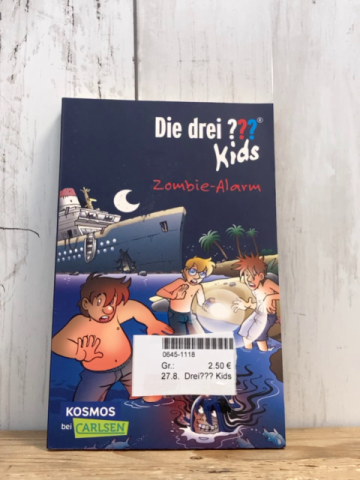 Die drei ???®
Kids
Zombie-Alarm
0645-1118
Gr.: 2.50 €
27.8. Drei??? Kids
KOSMOS
bei CARLSEN